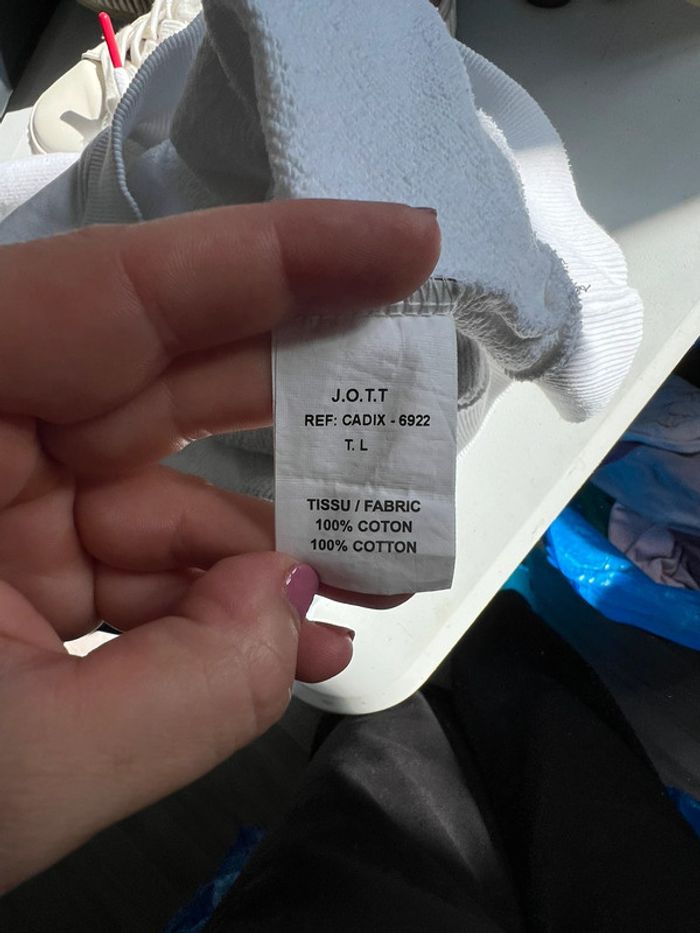 J.O.T.T
REF: CADIX - 6922
T. L
TISSU / FABRIC
100% COTON
100% COTTON